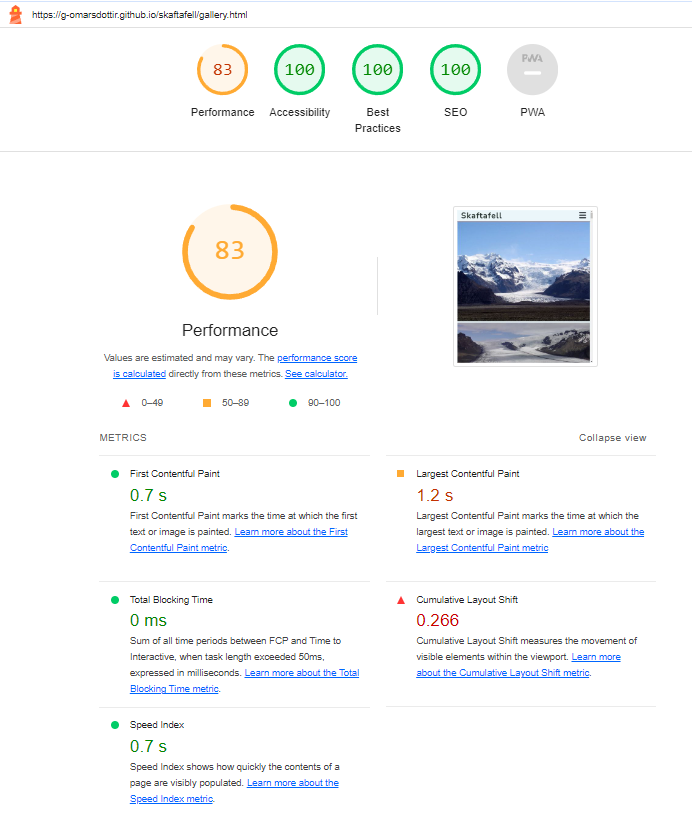 https://g-omarsdottir.github.io/skaftafell/gallery.html
83
100
100
100
PWA
Performance
Accessibility
Best
Practices
SEO
PWA
83
Performance
Values are estimated and may vary. The performance score
is calculated directly from these metrics. See calculator.
0–49
50–89
90–100
Skaftafell
METRICS
Collapse view
First Contentful Paint
0.7 s
First Contentful Paint marks the time at which the first
text or image is painted. Learn more about the First
Contentful Paint metric.
Largest Contentful Paint
1.2 s
Largest Contentful Paint marks the time at which the
largest text or image is painted. Learn more about the
Largest Contentful Paint metric
Total Blocking Time
0 ms
Sum of all time periods between FCP and Time to
Interactive, when task length exceeded 50ms,
expressed in milliseconds. Learn more about the Total
Blocking Time metric.
Cumulative Layout Shift
0.266
Cumulative Layout Shift measures the movement of
visible elements within the viewport. Learn more
about the Cumulative Layout Shift metric.
Speed Index
0.7 s
Speed Index shows how quickly the contents of a
page are visibly populated. Learn more about the
Speed Index metric.